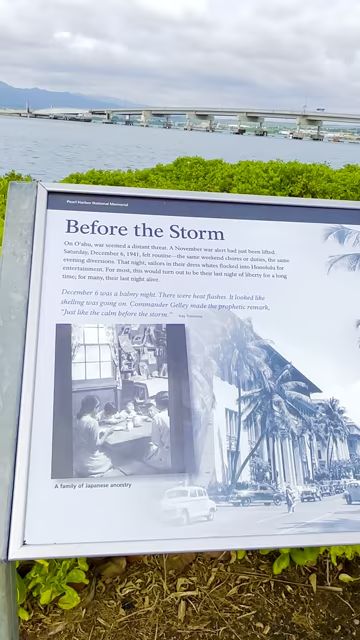 Pearl Harbor National Memorial
Before the Storm
On O'ahu, war seemed a distant threat. A November war alert had just been lifted.
Saturday, December 6, 1941, felt routine—the same weekend chores or duties, the same
evening diversions. That night, sailors in their dress whites flocked into Honolulu for
entertainment. For most, this would turn out to be their last night of liberty for a long
time; for many, their last night alive.
December 6 was a balmy night. There were heat flashes. It looked like
shelling was going on. Commander Gelley made the prophetic remark,
"Just like the calm before the storm."
A family of Japanese ancestry